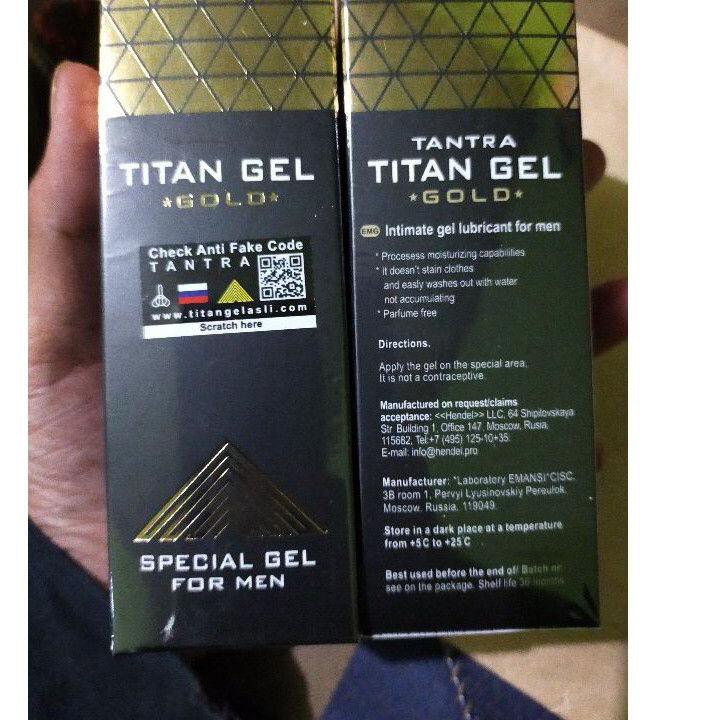 TITAN GEL
*GOLD*
Check Anti Fake Code
TANTRA
www.titangelasli.com
Scratch here
SPECIAL GEL
FOR MEN
TANTRA
TITAN GEL
*GOLD*
EMG Intimate gel lubricant for men
* Processess moisturizing capabilities
* It doesn't stain clothes
and easly washes out with water
not accumulating
* Parfume free
Directions.
Apply the gel on the special area.
It is not a contraceptive.
Manufactured on request/claims
acceptance: <<Hendel>> LLC, 64 Shipilovskaya
Str. Building 1, Office 147, Moscow, Rusia,
115682, Tel:+7 (495) 125-10+35.
E-mail: info@hendel.pro
Manufacturer: "Laboratory EMANSI"CISC.
3B room 1, Pervyi Lyusinovskiy Pereulok,
Moscow, Russia, 119049
Store in a dark place at a temperature
from +5C to +25C
Best used before the end of/ Batch nr:
see on the package. Shelf life 36 months